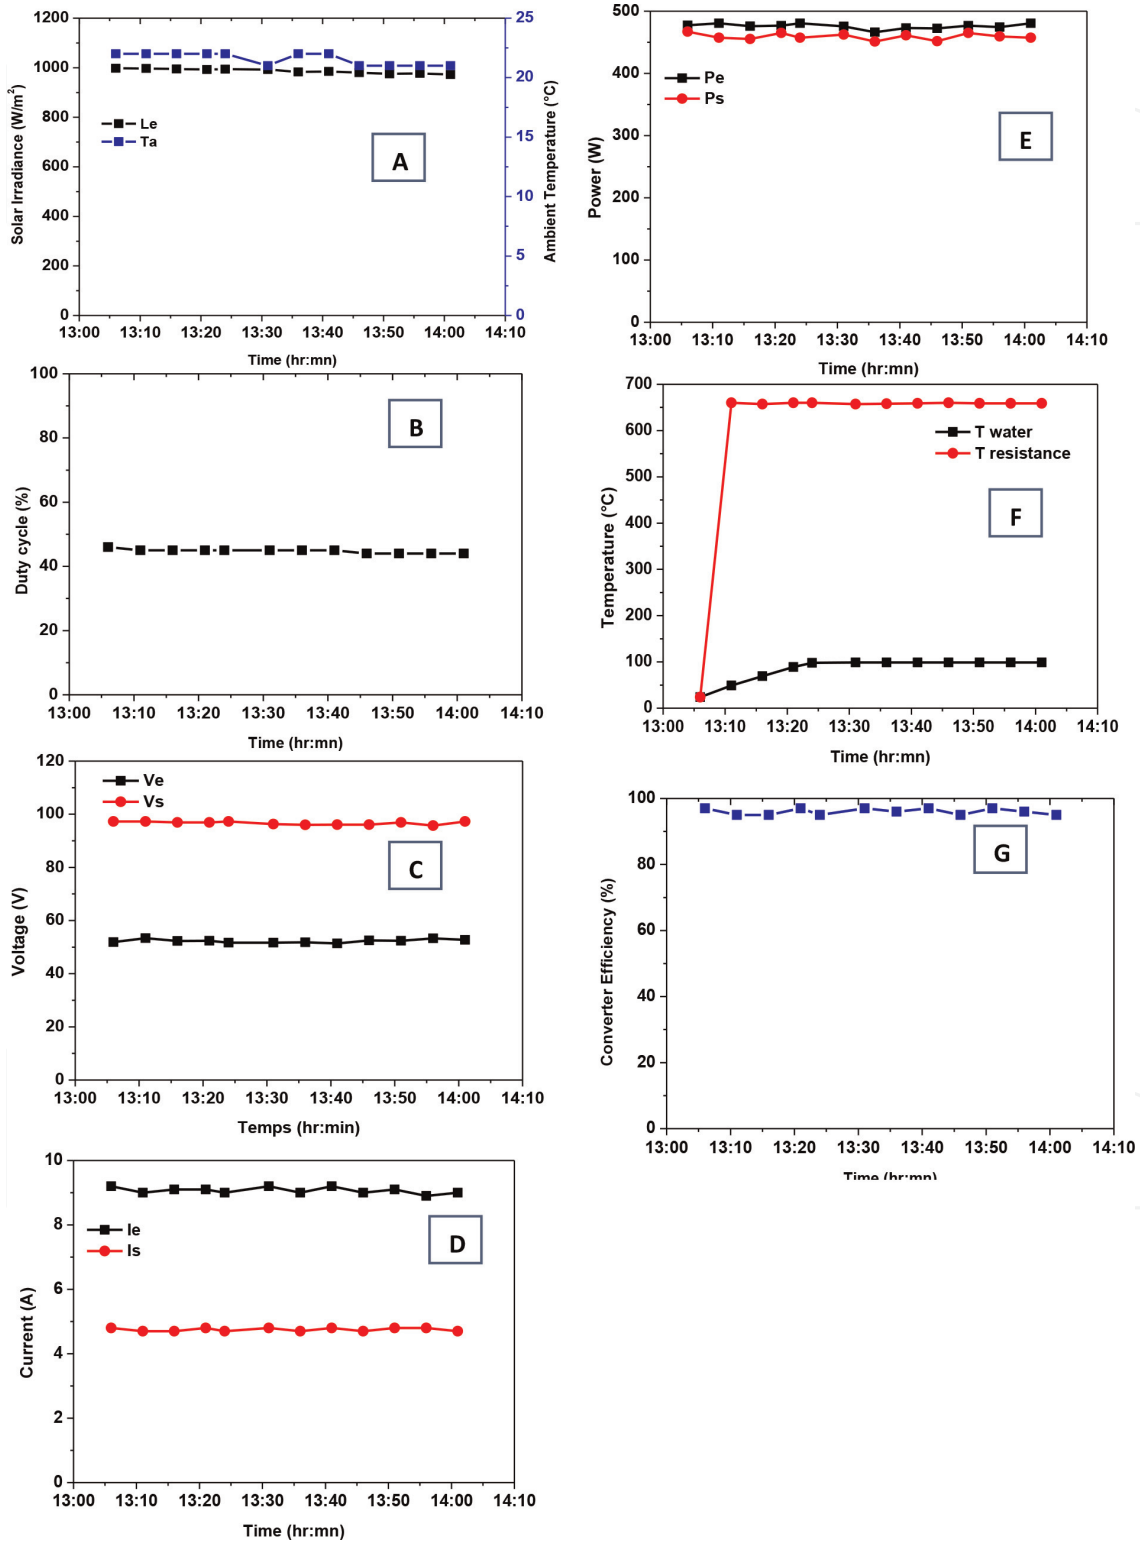 1200
1000
800
600
400
200
0
25
20
15
10
5
0
Solar Irradiance (W/m²)
Ambient Temperature (°C)
Le
Ta
A
13:00 13:10 13:20 13:30 13:40 13:50 14:00 14:10
Time (hr:mn)
100
80
60
40
20
0
Duty cycle (%)
B
13:00 13:10 13:20 13:30 13:40 13:50 14:00 14:10
Time (hr:mn)
120
100
80
60
40
20
0
Voltage (V)
Ve
Vs
C
13:00 13:10 13:20 13:30 13:40 13:50 14:00 14:10
Temps (hr:min)
10
8
6
4
2
0
Current (A)
Ie
Is
D
13:00 13:10 13:20 13:30 13:40 13:50 14:00 14:10
Time (hr:mn)
500
400
300
200
100
0
Power (W)
Pe
Ps
E
13:00 13:10 13:20 13:30 13:40 13:50 14:00 14:10
Time (hr:mn)
700
600
500
400
300
200
100
0
Temperature (°C)
T water
T resistance
F
13:00 13:10 13:20 13:30 13:40 13:50 14:00 14:10
Time (hr:mn)
100
80
60
40
20
0
Converter Efficiency (%)
G
13:00 13:10 13:20 13:30 13:40 13:50 14:00 14:10
Time (hr:mn)